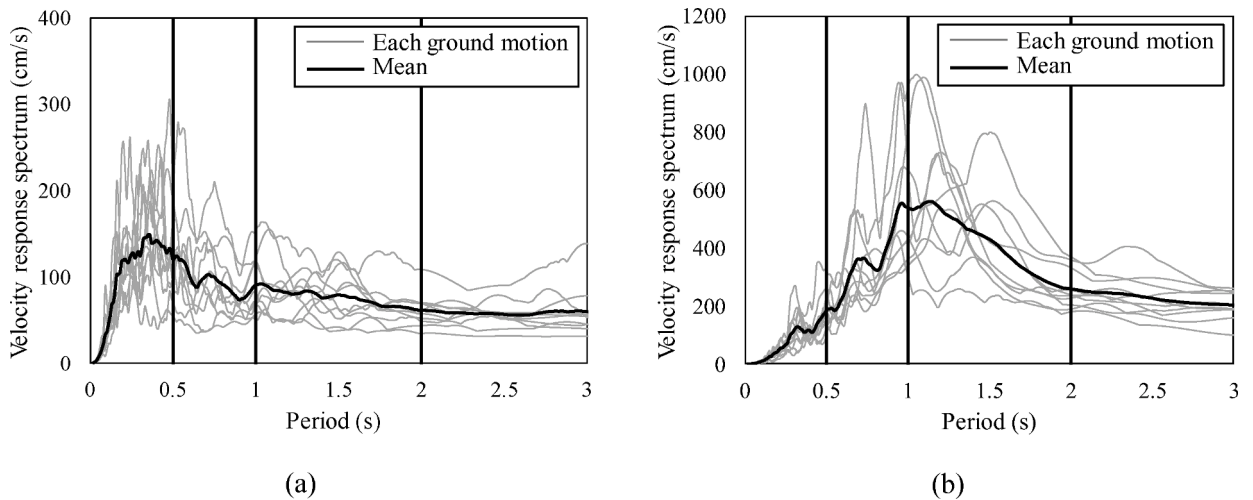 400
300
200
100
0
Velocity response spectrum (cm/s)
Each ground motion
Mean
0 0.5 1 1.5 2 2.5 3
Period (s)
(a)
1200
1000
800
600
400
200
0
Velocity response spectrum (cm/s)
Each ground motion
Mean
0 0.5 1 1.5 2 2.5 3
Period (s)
(b)